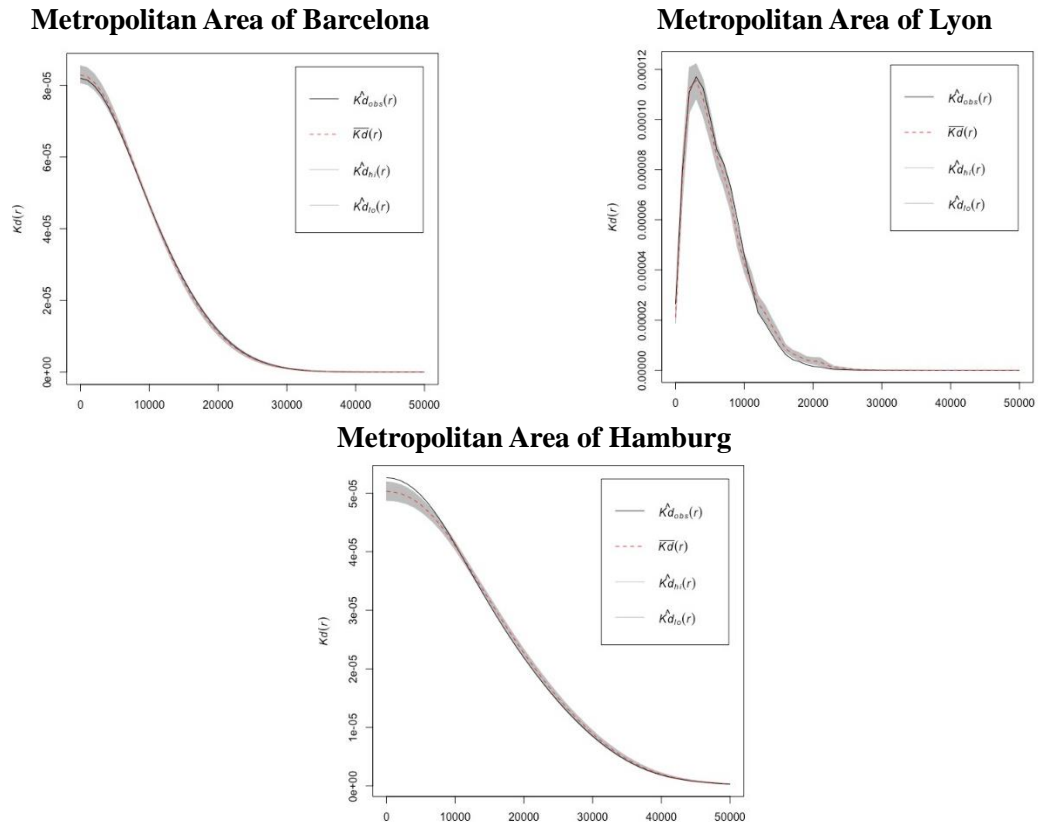 Metropolitan Area of Barcelona
Kd(r)
0e+00 2e-05 4e-05 6e-05 8e-05
0 10000 20000 30000 40000 50000
K̂d_obs(r)
K̅d̅(r)
K̂d_hi(r)
K̂d_lo(r)
Metropolitan Area of Lyon
Kd(r)
0.00000 0.00002 0.00004 0.00006 0.00008 0.00010 0.00012
0 10000 20000 30000 40000 50000
K̂d_obs(r)
K̅d̅(r)
K̂d_hi(r)
K̂d_lo(r)
Metropolitan Area of Hamburg
Kd(r)
0e+00 1e-05 2e-05 3e-05 4e-05 5e-05
0 10000 20000 30000 40000 50000
K̂d_obs(r)
K̅d̅(r)
K̂d_hi(r)
K̂d_lo(r)